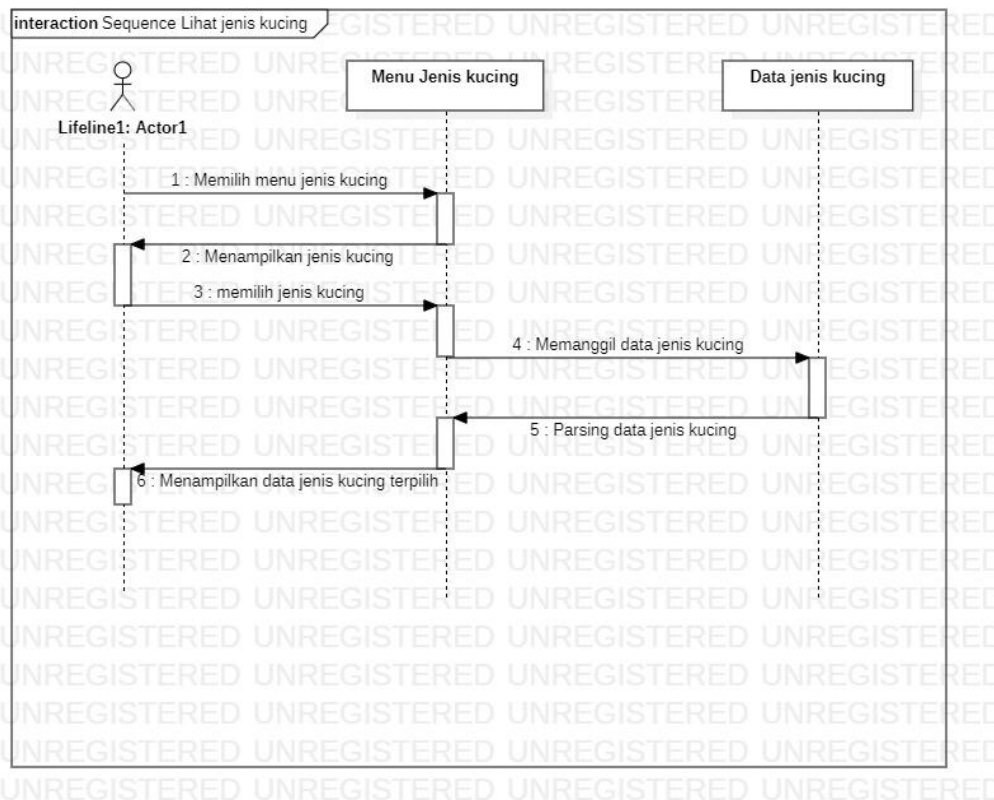 interaction Sequence Lihat jenis kucing
Menu Jenis kucing
Data jenis kucing
Lifeline1: Actor1
1 : Memilih menu jenis kucing
2 : Menampilkan jenis kucing
3 : memilih jenis kucing
4 : Memanggil data jenis kucing
5 : Parsing data jenis kucing
6 : Menampilkan data jenis kucing terpilih
UNREGISTERED